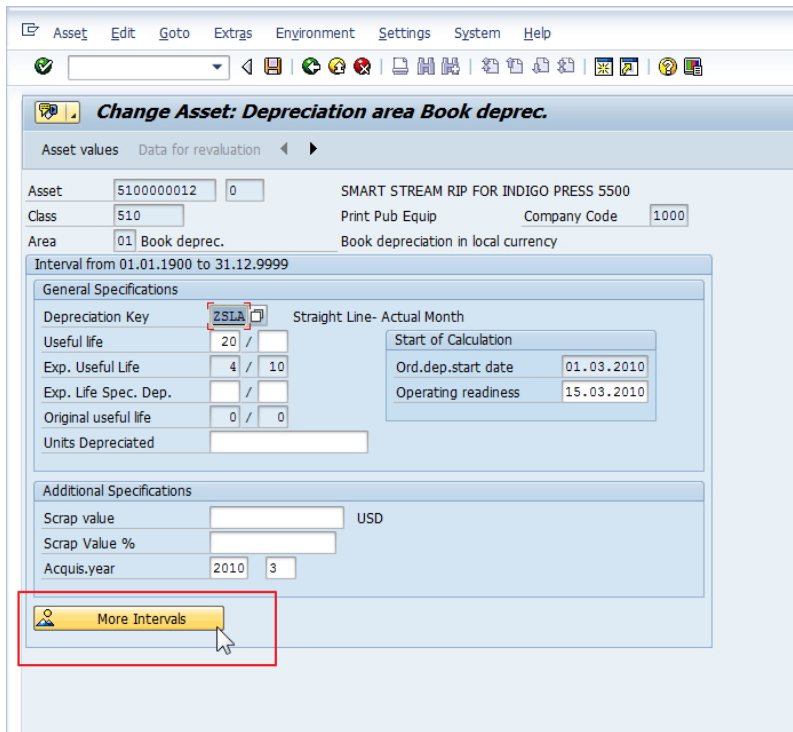 Asset Edit Goto Extras Environment Settings System Help
Change Asset: Depreciation area Book deprec.
Asset values Data for revaluation
Asset 5100000012 0 SMART STREAM RIP FOR INDIGO PRESS 5500
Class 510 Print Pub Equip Company Code 1000
Area 01 Book deprec. Book depreciation in local currency
Interval from 01.01.1900 to 31.12.9999
General Specifications
Depreciation Key ZSLA Straight Line- Actual Month
Useful life 20 / Start of Calculation
Exp. Useful Life 4 / 10 Ord.dep.start date 01.03.2010
Exp. Life Spec. Dep. / Operating readiness 15.03.2010
Original useful life 0 / 0
Units Depreciated
Additional Specifications
Scrap value USD
Scrap Value %
Acquis.year 2010 3
More Intervals